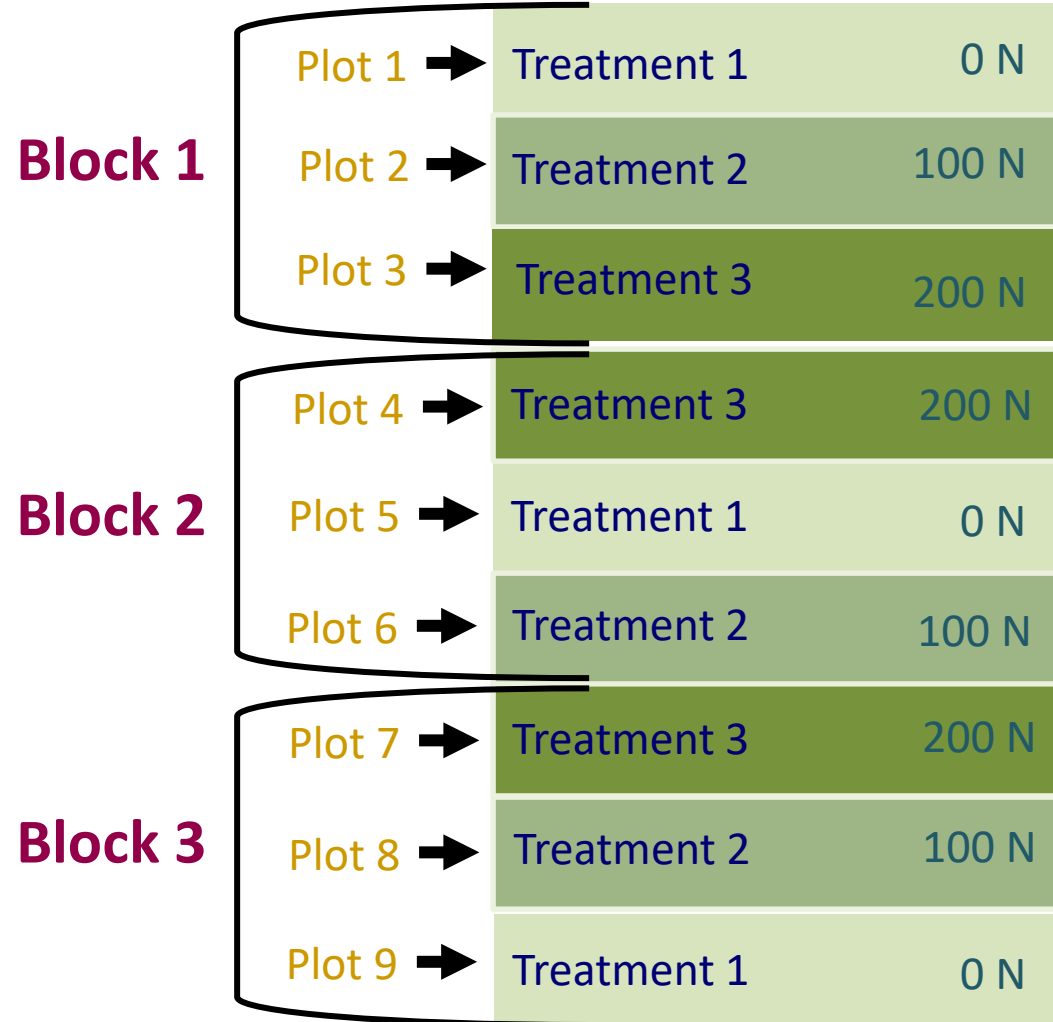 Plot 1 Treatment 1 0 N
Block 1 Plot 2 Treatment 2 100 N
Plot 3 Treatment 3 200 N
Plot 4 Treatment 3 200 N
Block 2 Plot 5 Treatment 1 0 N
Plot 6 Treatment 2 100 N
Plot 7 Treatment 3 200 N
Block 3 Plot 8 Treatment 2 100 N
Plot 9 Treatment 1 0 N